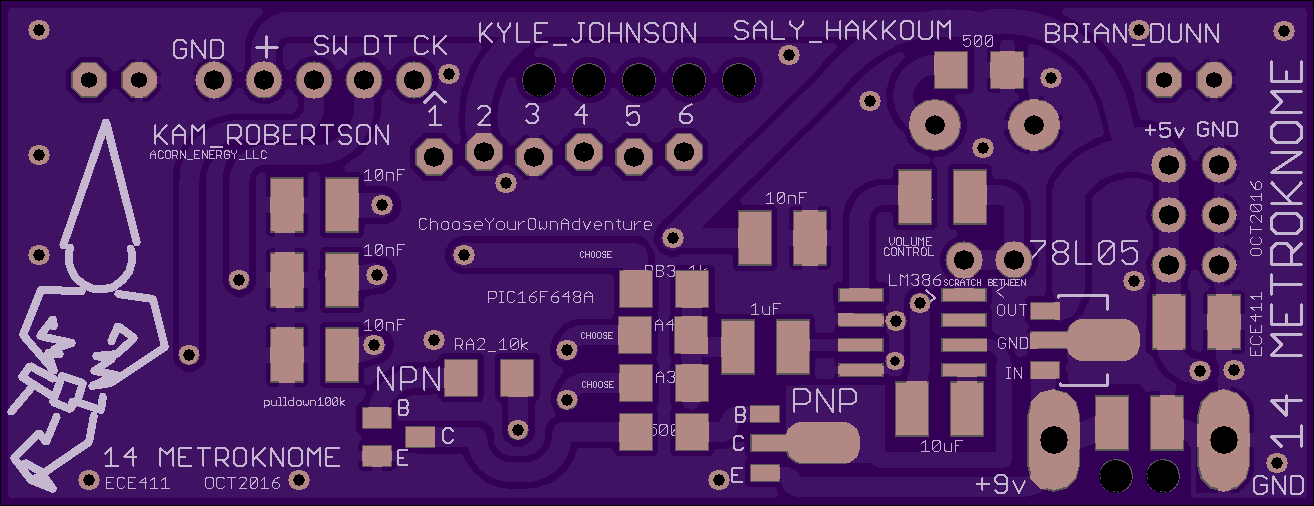 GND + SW DT CK
KYLE_JOHNSON
SALY_HAKKOUM
500
BRIAN_DUNN
1 2 3 4 5 6
KAM_ROBERTSON
ACORN_ENERGY_LLC
+5v GND
10nF
10nF
ChooseYourOwnAdventure
CHOOSE
VOLUME
CONTROL
78L05
OCT2016
ECE411
14 METROKNOME
10nF
PIC16F648A
RB3_1k
LM386
SCRATCH BETWEEN
1uF
OUT
GND
IN
10nF
RA2_10k
A4
CHOOSE
A3
CHOOSE
NPN
pulldown100k
B
C
E
500
PNP
B
C
E
10uF
14 METROKNOME
ECE411 OCT2016
+9v
GND